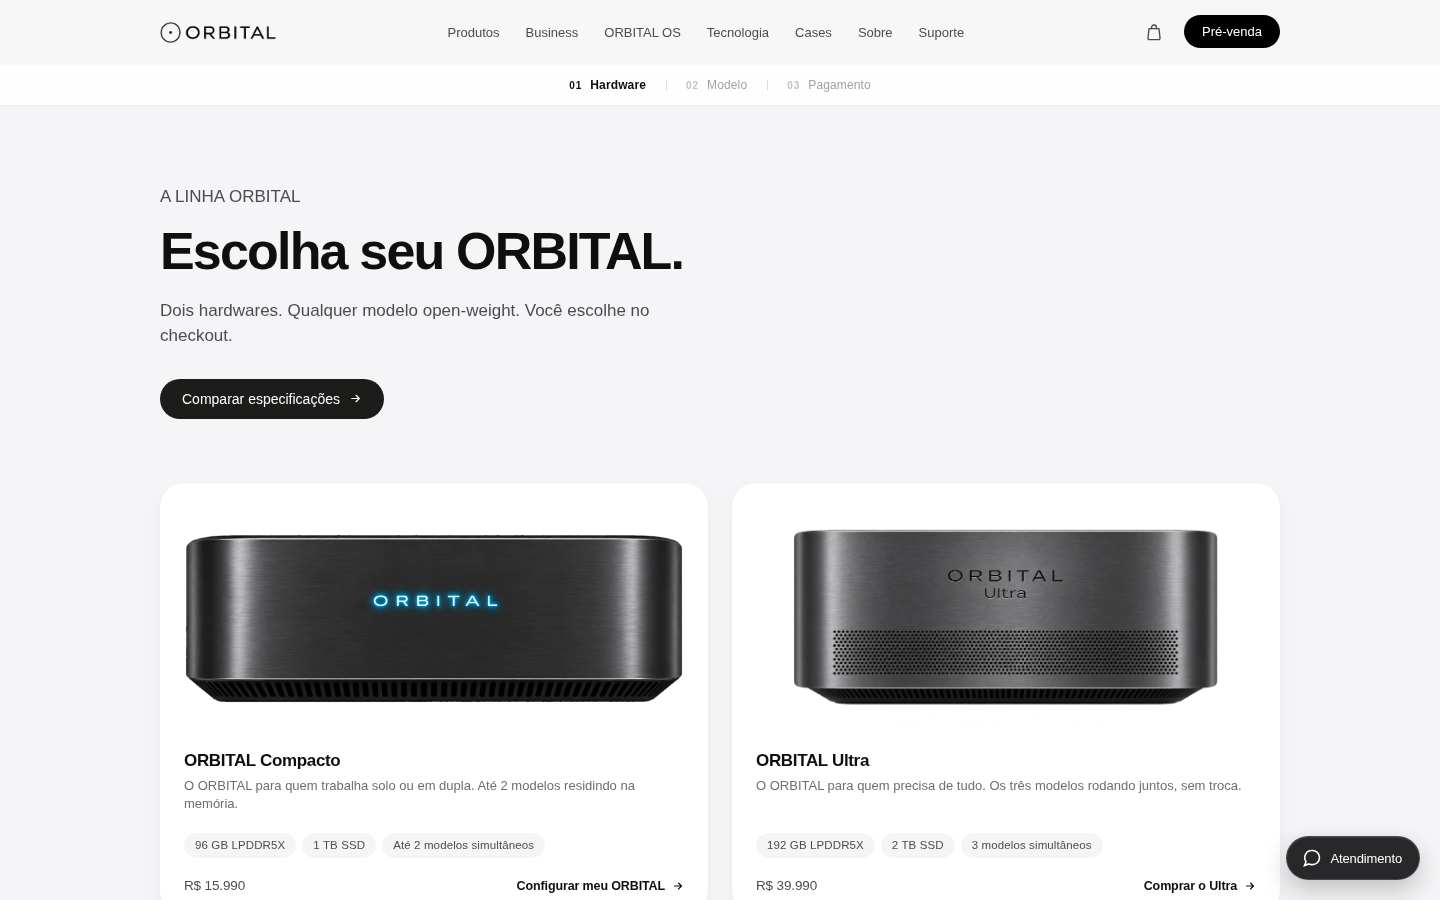 ORBITAL
Produtos Business ORBITAL OS Tecnologia Cases Sobre Suporte
Pré-venda
01 Hardware 02 Modelo 03 Pagamento
A LINHA ORBITAL
Escolha seu ORBITAL.
Dois hardwares. Qualquer modelo open-weight. Você escolhe no
checkout.
Comparar especificações
ORBITAL
ORBITAL Compacto
O ORBITAL para quem trabalha solo ou em dupla. Até 2 modelos residindo na
memória.
96 GB LPDDR5X 1 TB SSD Até 2 modelos simultâneos
R$ 15.990 Configurar meu ORBITAL
ORBITAL
Ultra
ORBITAL Ultra
O ORBITAL para quem precisa de tudo. Os três modelos rodando juntos, sem troca.
192 GB LPDDR5X 2 TB SSD 3 modelos simultâneos
R$ 39.990 Comprar o Ultra
Atendimento